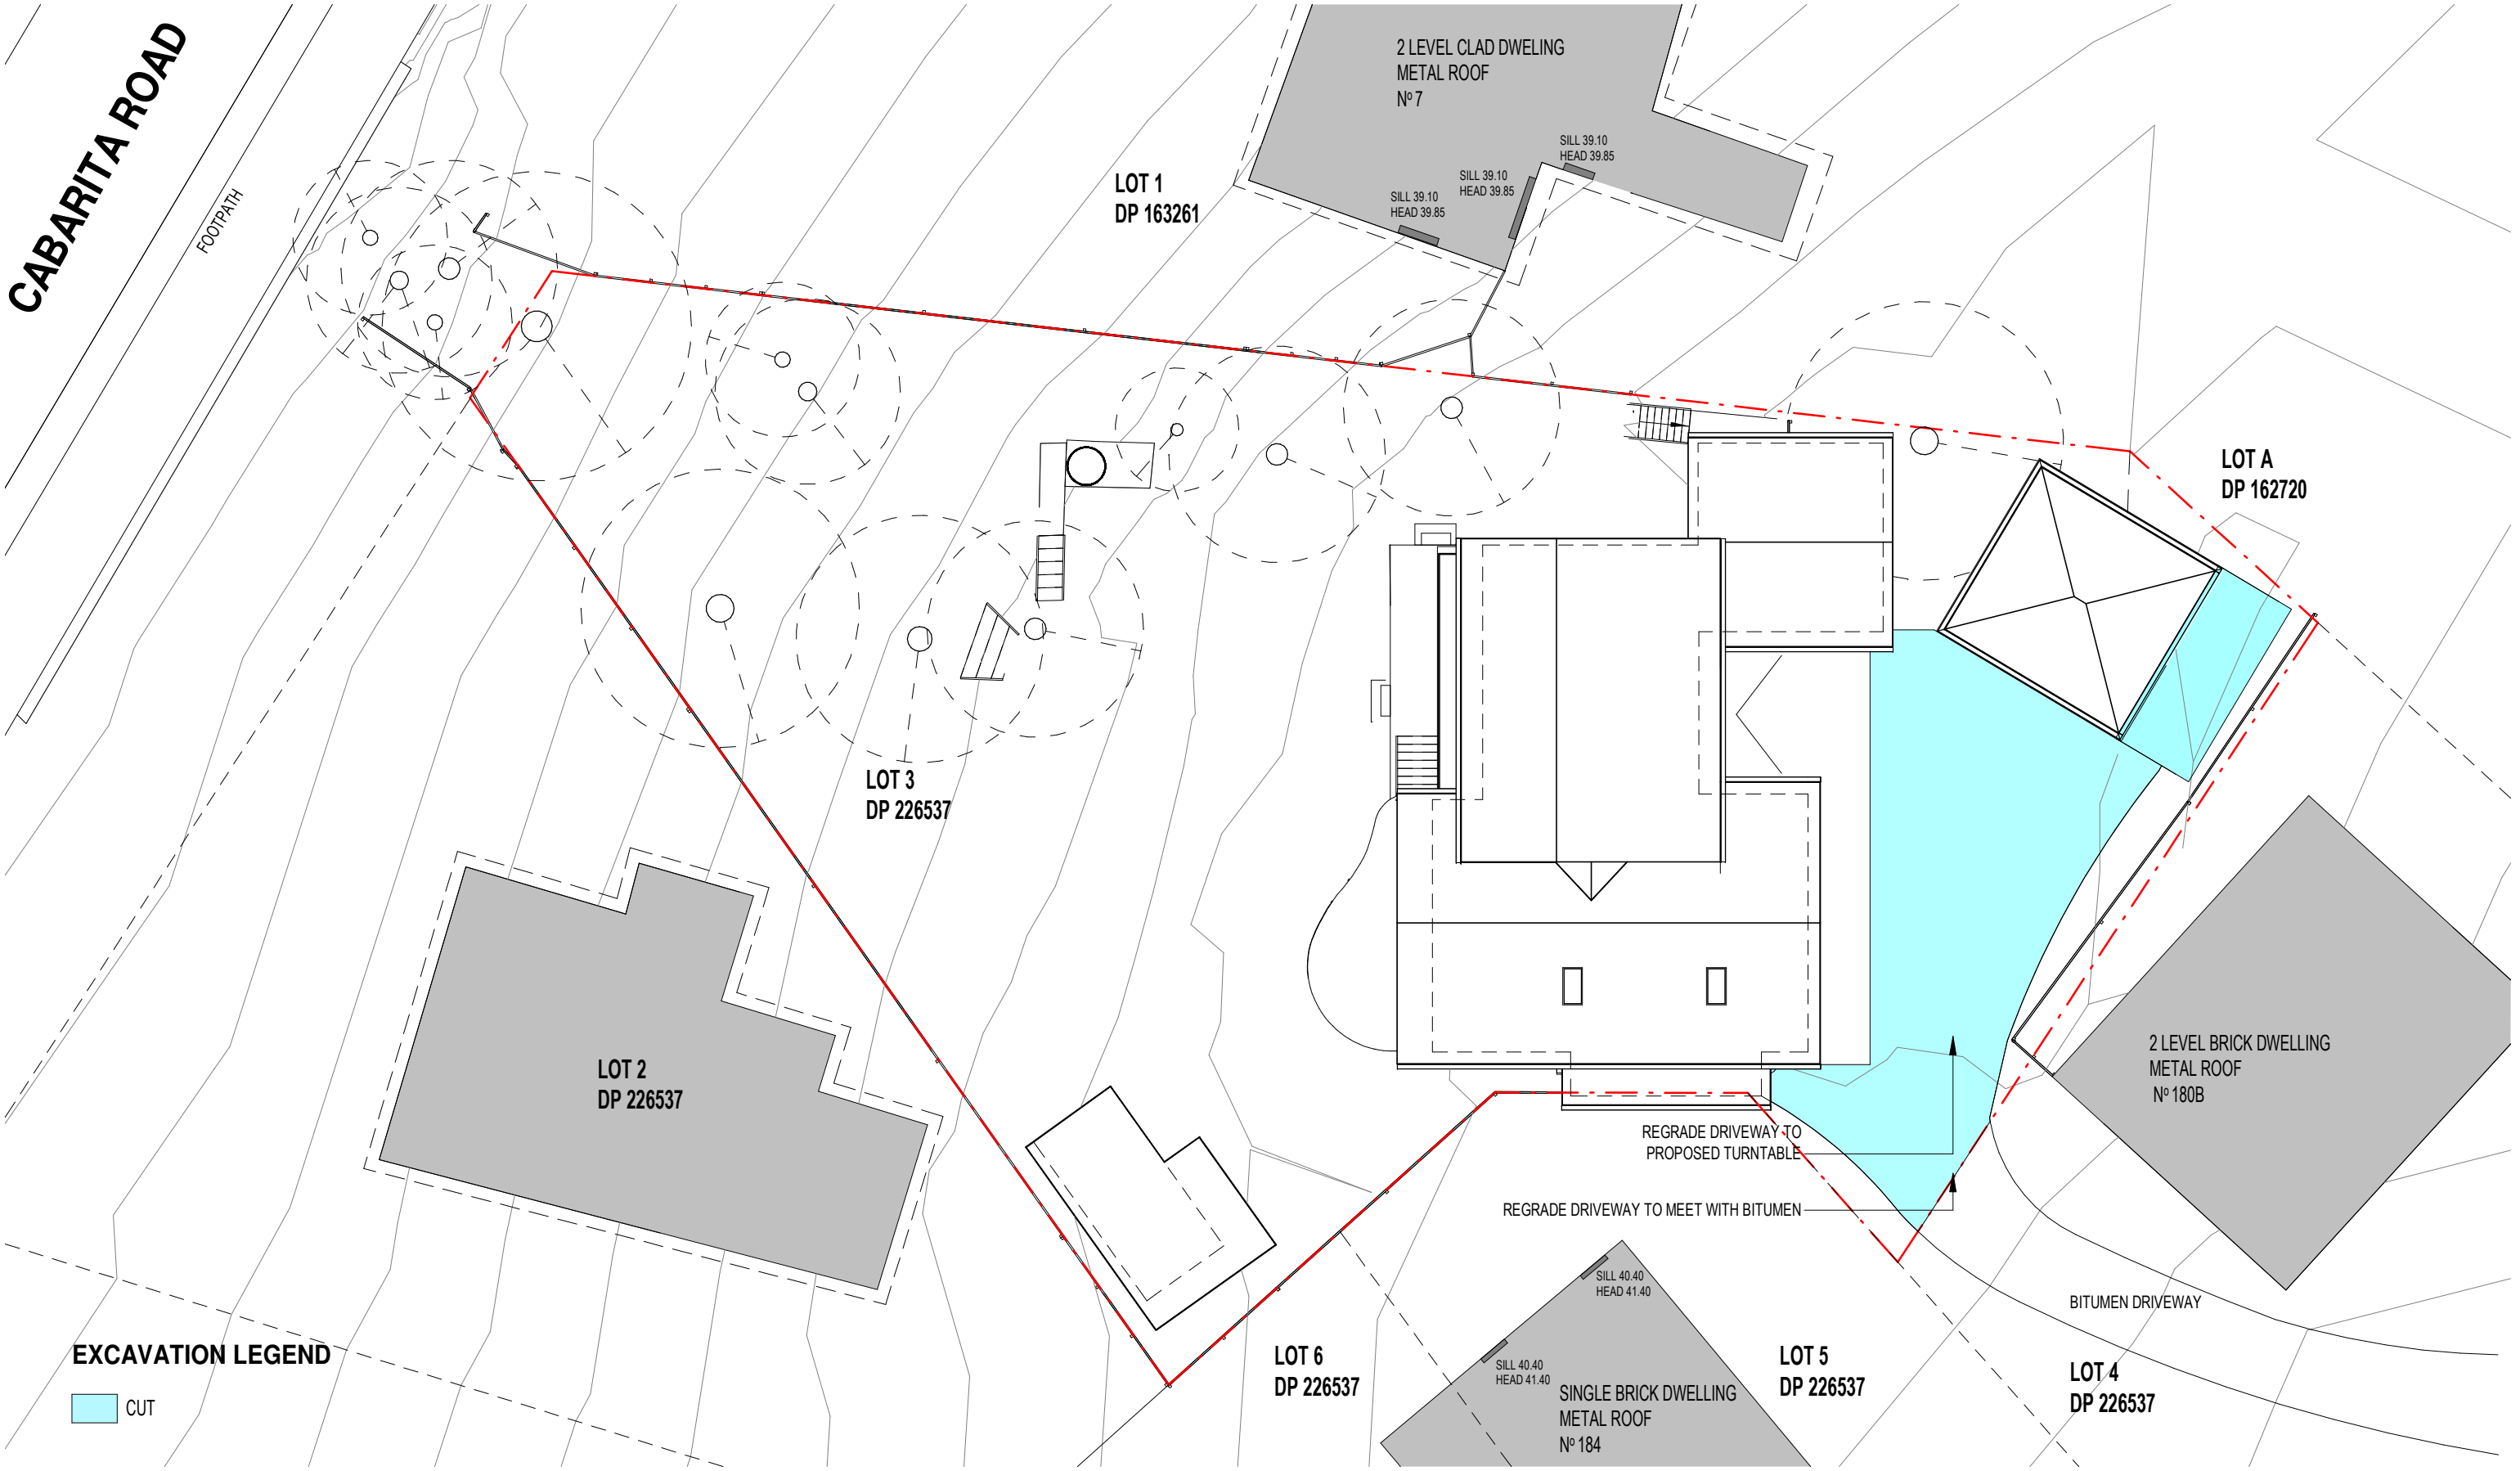 CABARITA ROAD
FOOTPATH
2 LEVEL CLAD DWELING
METAL ROOF
Nº 7
SILL 39.10
HEAD 39.85
SILL 39.10
HEAD 39.85
SILL 39.10
HEAD 39.85
LOT 1
DP 163261
LOT A
DP 162720
LOT 3
DP 226537
LOT 2
DP 226537
2 LEVEL BRICK DWELLING
METAL ROOF
Nº 180B
REGRADE DRIVEWAY TO
PROPOSED TURNTABLE
REGRADE DRIVEWAY TO MEET WITH BITUMEN
SILL 40.40
HEAD 41.40
SILL 40.40
HEAD 41.40
BITUMEN DRIVEWAY
LOT 6
DP 226537
SINGLE BRICK DWELLING
METAL ROOF
Nº 184
LOT 5
DP 226537
LOT 4
DP 226537
EXCAVATION LEGEND
CUT